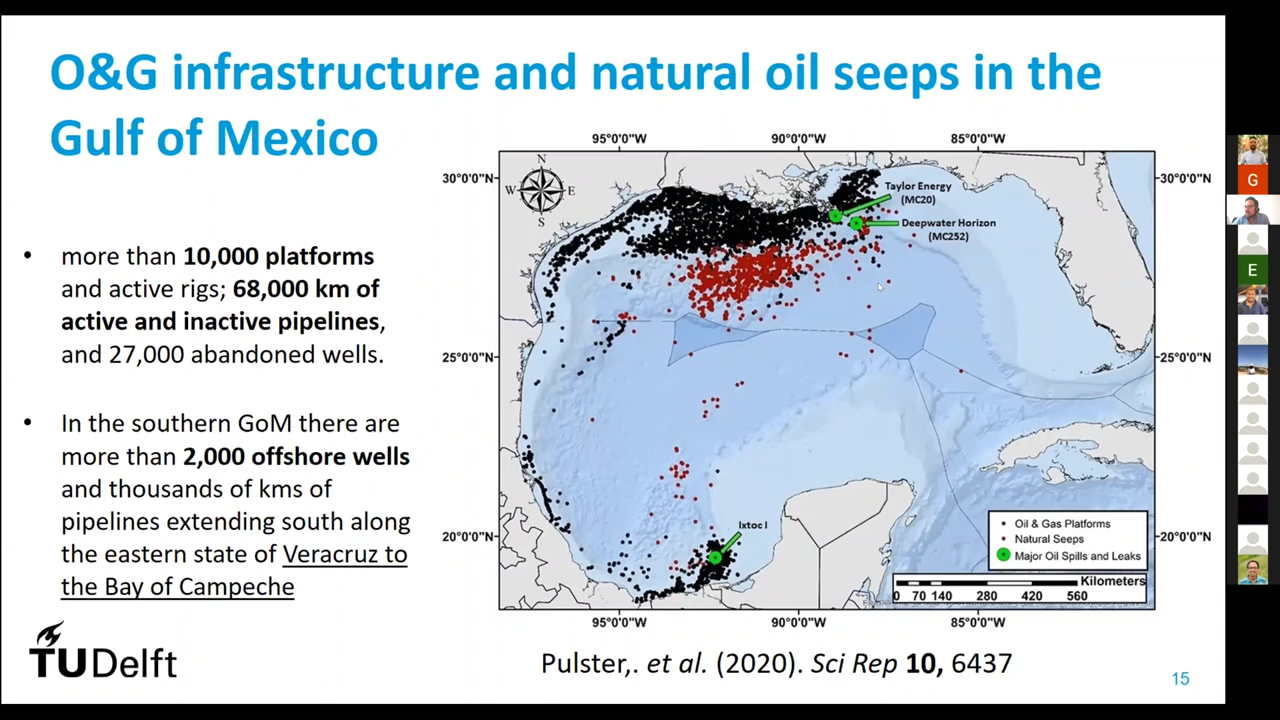 O&G infrastructure and natural oil seeps in the
Gulf of Mexico
• more than 10,000 platforms
and active rigs; 68,000 km of
active and inactive pipelines,
and 27,000 abandoned wells.
• In the southern GoM there are
more than 2,000 offshore wells
and thousands of kms of
pipelines extending south along
the eastern state of Veracruz to
the Bay of Campeche
95°0'0"W 90°0'0"W 85°0'0"W
N
W E
S
30°0'0"N 30°0'0"N
Taylor Energy
(MC20)
Deepwater Horizon
(MC252)
25°0'0"N 25°0'0"N
Ixtoc I
20°0'0"N 20°0'0"N
Oil & Gas Platforms
Natural Seeps
Major Oil Spills and Leaks
Kilometers
0 70 140 280 420 560
95°0'0"W 90°0'0"W 85°0'0"W
TUDelft
Pulster,. et al. (2020). Sci Rep 10, 6437
15
G
E